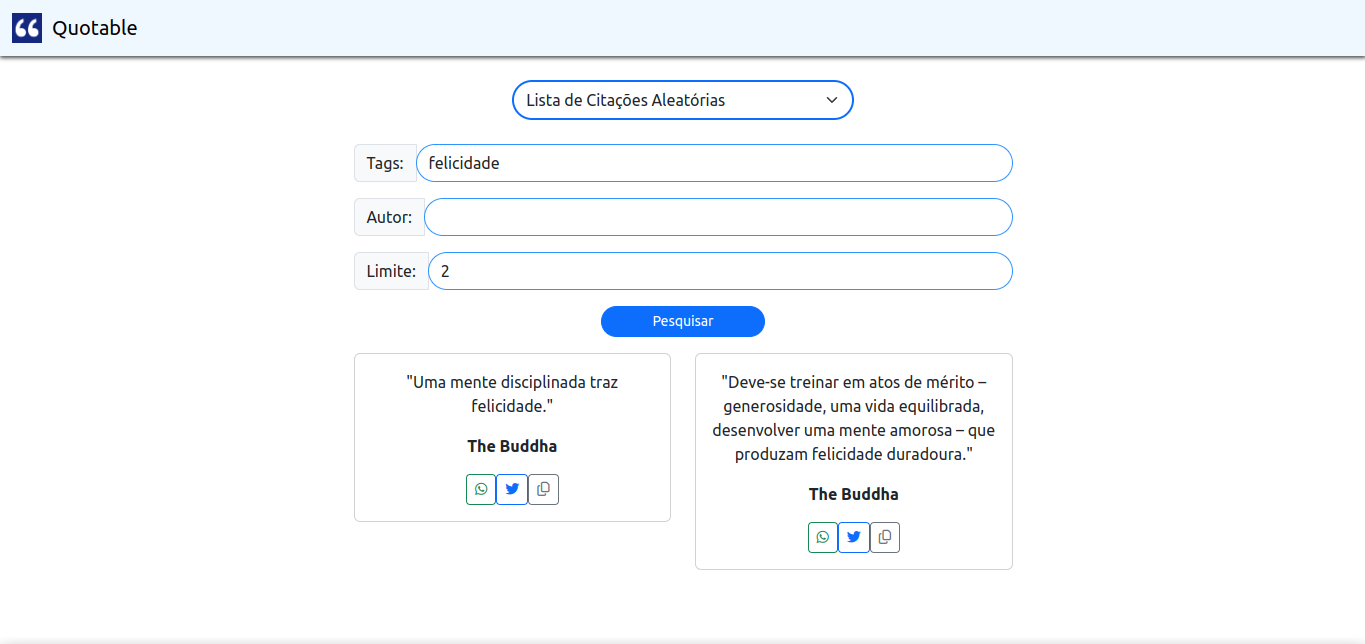 Quotable
Lista de Citações Aleatórias
Tags:
felicidade
Autor:
Limite:
2
Pesquisar
"Uma mente disciplinada traz
felicidade."
The Buddha
"Deve-se treinar em atos de mérito –
generosidade, uma vida equilibrada,
desenvolver uma mente amorosa – que
produzam felicidade duradoura."
The Buddha